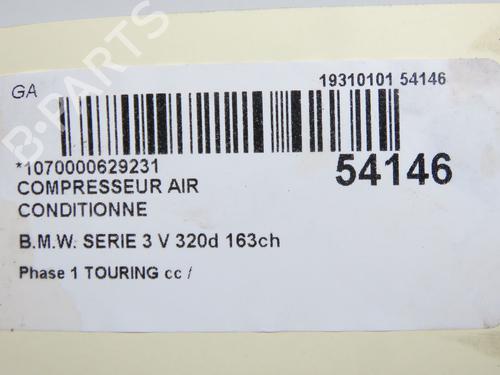 GA
19310101 54146
*1070000629231
54146
COMPRESSEUR AIR
CONDITIONNE
B.M.W. SERIE 3 V 320d 163ch
Phase 1 TOURING cc /
B-PARTS